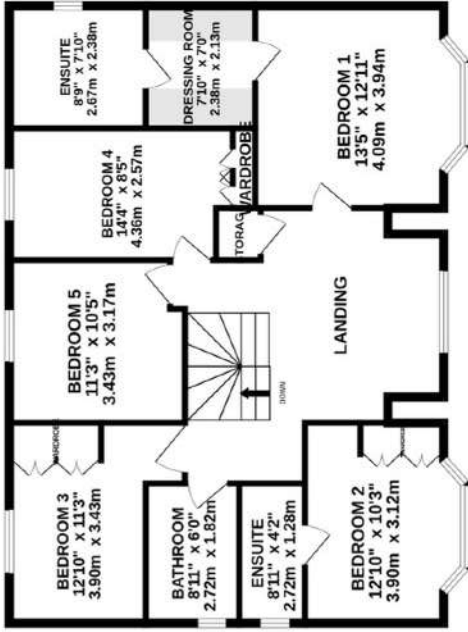 BEDROOM 3
12'10" x 11'3"
3.90m x 3.43m
BEDROOM 5
11'3" x 10'5"
3.43m x 3.17m
BEDROOM 4
14'4" x 8'5"
4.36m x 2.57m
ENSUITE
8'9" x 7'10"
2.67m x 2.38m
BATHROOM
8'11" x 6'0"
2.72m x 1.82m
DRESSING ROOM
7'10" x 7'0"
2.38m x 2.13m
WARDROBE
TORAG
ENSUITE
8'11" x 4'2"
2.72m x 1.28m
DOWN
BEDROOM 2
12'10" x 10'3"
3.90m x 3.12m
LANDING
BEDROOM 1
13'5" x 12'11"
4.09m x 3.94m